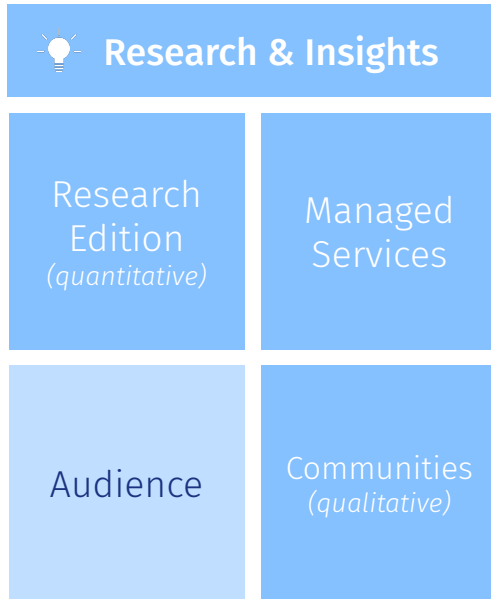 Research & Insights
Research
Edition
(quantitative)
Managed
Services
Audience
Communities
(qualitative)